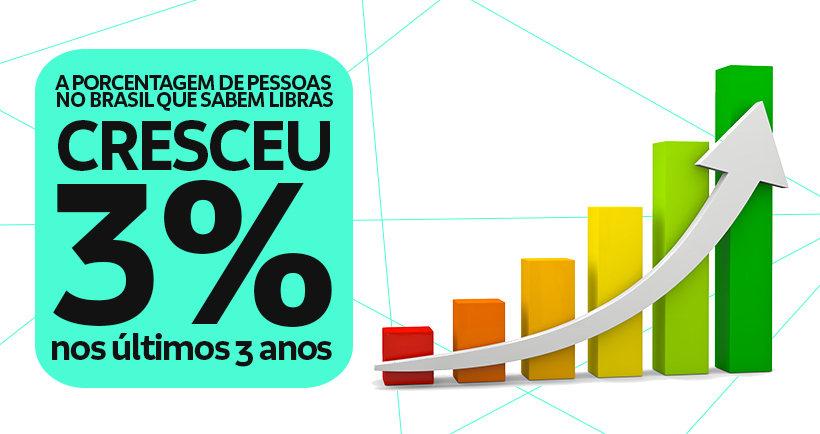 A PORCENTAGEM DE PESSOAS
NO BRASIL QUE SABEM LIBRAS
CRESCEU
3%
nos últimos 3 anos